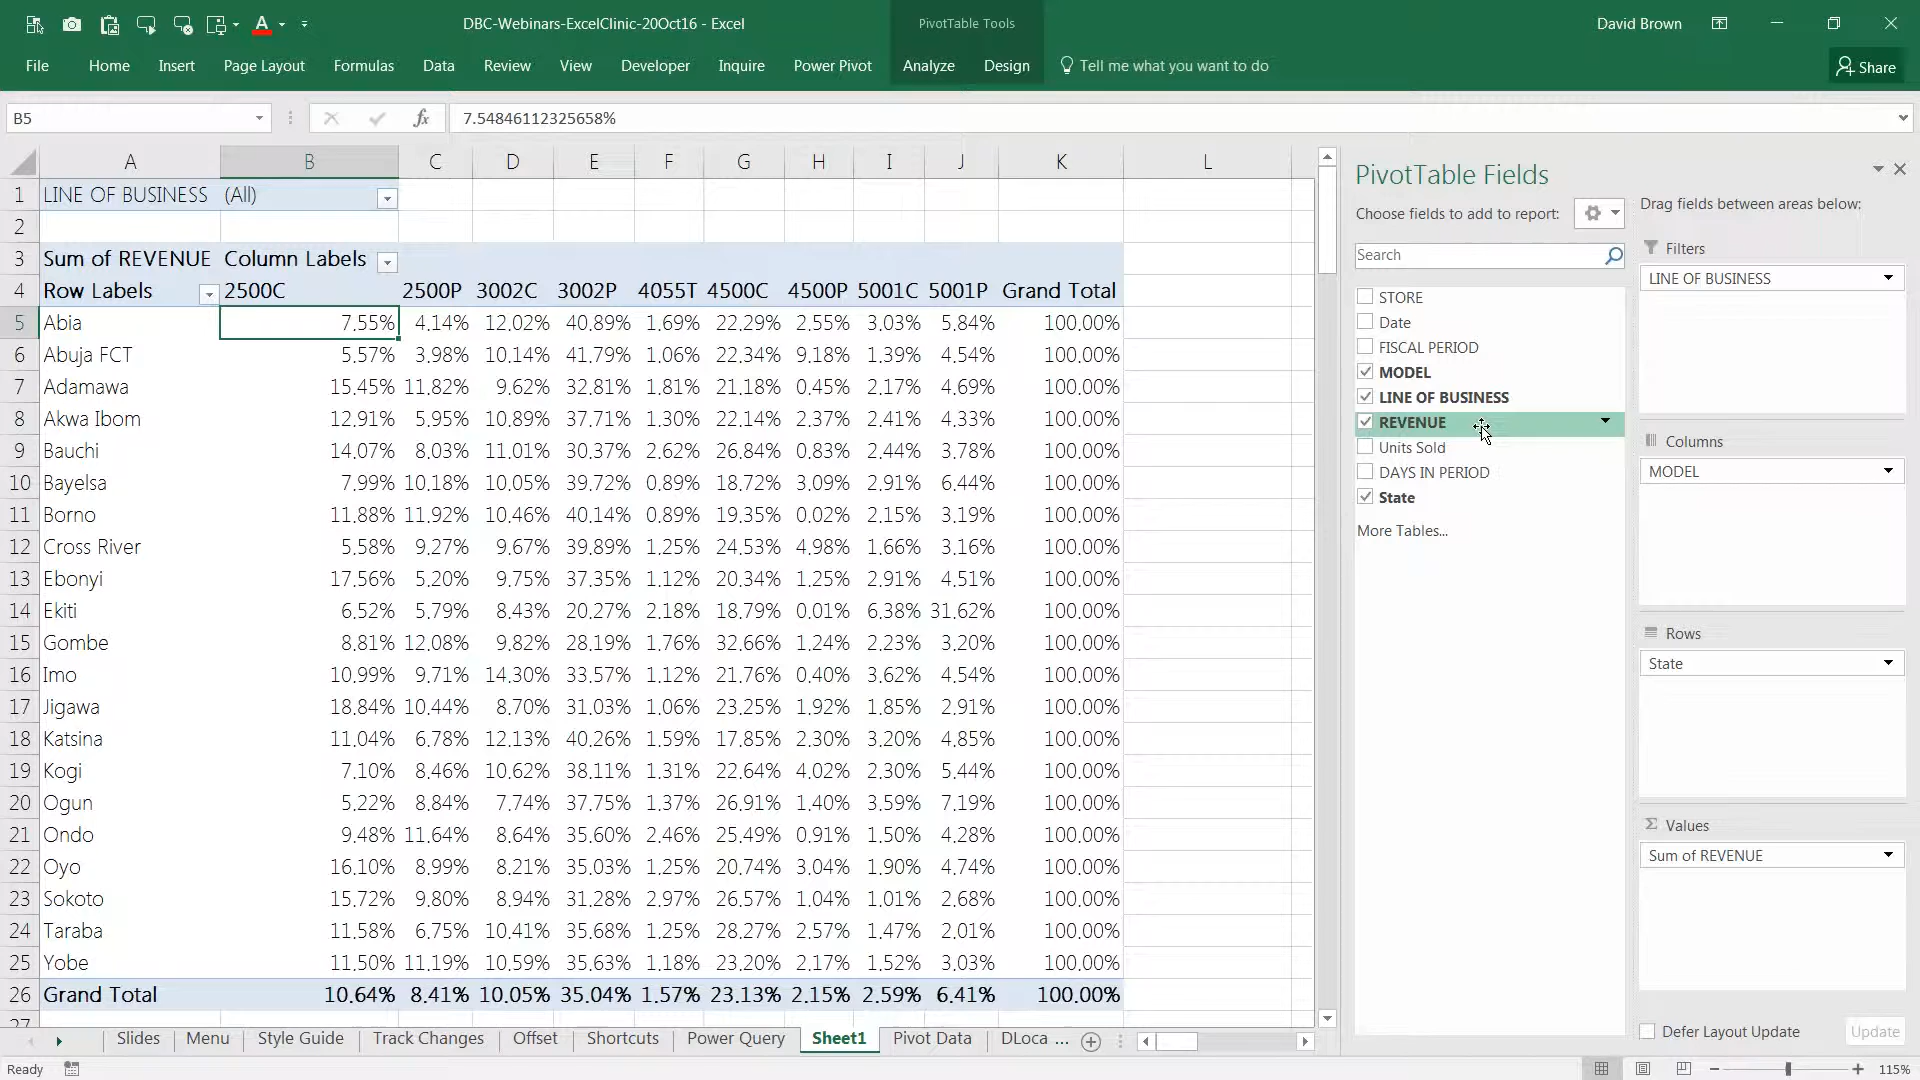 DBC-Webinars-ExcelClinic-20Oct16 - Excel
PivotTable Tools
David Brown
File Home Insert Page Layout Formulas Data Review View Developer Inquire Power Pivot Analyze Design Tell me what you want to do Share
B5 fx 7.54846112325658%
A B C D E F G H I J K L
1 LINE OF BUSINESS (All)
2
3 Sum of REVENUE Column Labels
4 Row Labels 2500C 2500P 3002C 3002P 4055T 4500C 4500P 5001C 5001P Grand Total
5 Abia 7.55% 4.14% 12.02% 40.89% 1.69% 22.29% 2.55% 3.03% 5.84% 100.00%
6 Abuja FCT 5.57% 3.98% 10.14% 41.79% 1.06% 22.34% 9.18% 1.39% 4.54% 100.00%
7 Adamawa 15.45% 11.82% 9.62% 32.81% 1.81% 21.18% 0.45% 2.17% 4.69% 100.00%
8 Akwa Ibom 12.91% 5.95% 10.89% 37.71% 1.30% 22.14% 2.37% 2.41% 4.33% 100.00%
9 Bauchi 14.07% 8.03% 11.01% 30.37% 2.62% 26.84% 0.83% 2.44% 3.78% 100.00%
10 Bayelsa 7.99% 10.18% 10.05% 39.72% 0.89% 18.72% 3.09% 2.91% 6.44% 100.00%
11 Borno 11.88% 11.92% 10.46% 40.14% 0.89% 19.35% 0.02% 2.15% 3.19% 100.00%
12 Cross River 5.58% 9.27% 9.67% 39.89% 1.25% 24.53% 4.98% 1.66% 3.16% 100.00%
13 Ebonyi 17.56% 5.20% 9.75% 37.35% 1.12% 20.34% 1.25% 2.91% 4.51% 100.00%
14 Ekiti 6.52% 5.79% 8.43% 20.27% 2.18% 18.79% 0.01% 6.38% 31.62% 100.00%
15 Gombe 8.81% 12.08% 9.82% 28.19% 1.76% 32.66% 1.24% 2.23% 3.20% 100.00%
16 Imo 10.99% 9.71% 14.30% 33.57% 1.12% 21.76% 0.40% 3.62% 4.54% 100.00%
17 Jigawa 18.84% 10.44% 8.70% 31.03% 1.06% 23.25% 1.92% 1.85% 2.91% 100.00%
18 Katsina 11.04% 6.78% 12.13% 40.26% 1.59% 17.85% 2.30% 3.20% 4.85% 100.00%
19 Kogi 7.10% 8.46% 10.62% 38.11% 1.31% 22.64% 4.02% 2.30% 5.44% 100.00%
20 Ogun 5.22% 8.84% 7.74% 37.75% 1.37% 26.91% 1.40% 3.59% 7.19% 100.00%
21 Ondo 9.48% 11.64% 8.64% 35.60% 2.46% 25.49% 0.91% 1.50% 4.28% 100.00%
22 Oyo 16.10% 8.99% 8.21% 35.03% 1.25% 20.74% 3.04% 1.90% 4.74% 100.00%
23 Sokoto 15.72% 9.80% 8.94% 31.28% 2.97% 26.57% 1.04% 1.01% 2.68% 100.00%
24 Taraba 11.58% 6.75% 10.41% 35.68% 1.25% 28.27% 2.57% 1.47% 2.01% 100.00%
25 Yobe 11.50% 11.19% 10.59% 35.63% 1.18% 23.20% 2.17% 1.52% 3.03% 100.00%
26 Grand Total 10.64% 8.41% 10.05% 35.04% 1.57% 23.13% 2.15% 2.59% 6.41% 100.00%
27
PivotTable Fields
Choose fields to add to report:
Search
STORE
Date
FISCAL PERIOD
MODEL
LINE OF BUSINESS
REVENUE
Units Sold
DAYS IN PERIOD
State
More Tables...
Drag fields between areas below:
Filters
LINE OF BUSINESS
Columns
MODEL
Rows
State
Σ Values
Sum of REVENUE
Defer Layout Update Update
Slides Menu Style Guide Track Changes Offset Shortcuts Power Query Sheet1 Pivot Data DLoca ...
Ready 115%